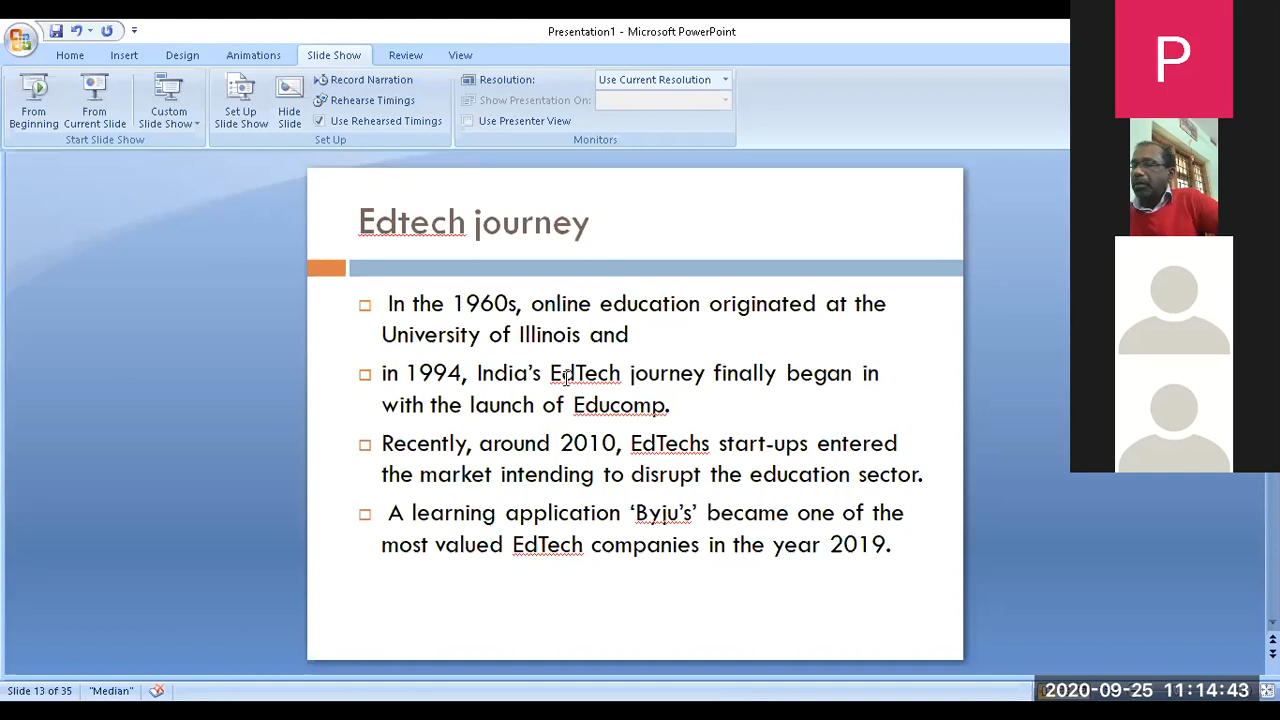 Presentation1 - Microsoft PowerPoint
Home Insert Design Animations Slide Show Review View
From Beginning
From Current Slide
Custom Slide Show
Start Slide Show
Set Up Slide Show
Hide Slide
Record Narration
Rehearse Timings
Use Rehearsed Timings
Set Up
Resolution: Use Current Resolution
Show Presentation On:
Use Presenter View
Monitors
P
Edtech journey
In the 1960s, online education originated at the
University of Illinois and
in 1994, India's EdTech journey finally began in
with the launch of Educomp.
Recently, around 2010, EdTechs start-ups entered
the market intending to disrupt the education sector.
A learning application ‘Byju’s’ became one of the
most valued EdTech companies in the year 2019.
Slide 13 of 35 "Median"
2020-09-25 11:14:43